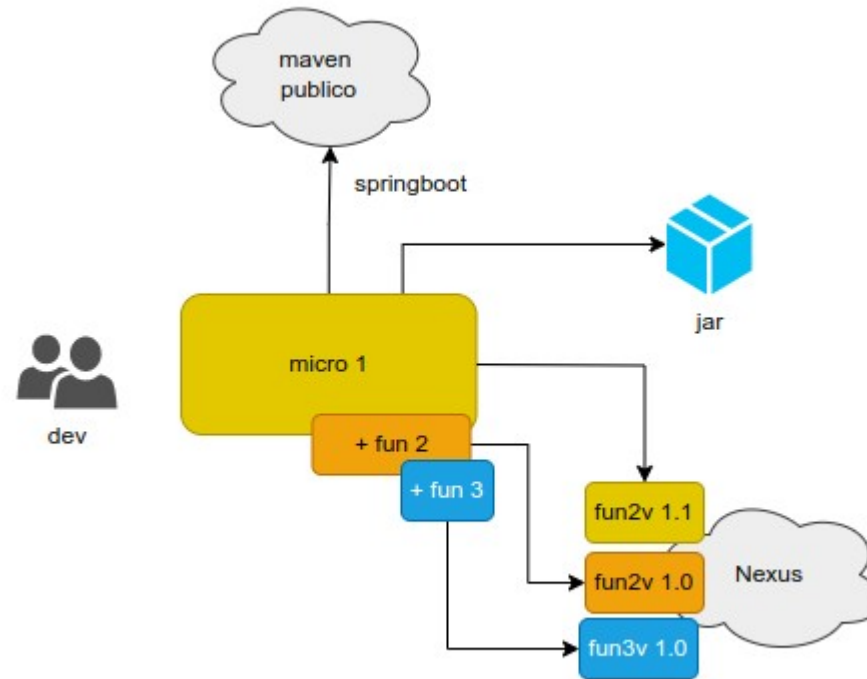 maven
publico
springboot
jar
micro 1
dev
+ fun 2
+ fun 3
fun2v 1.1
fun2v 1.0
Nexus
fun3v 1.0